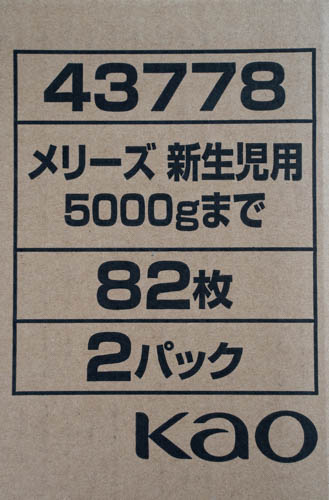 43778
メリーズ 新生児用
5000gまで
82枚
2パック
Kao